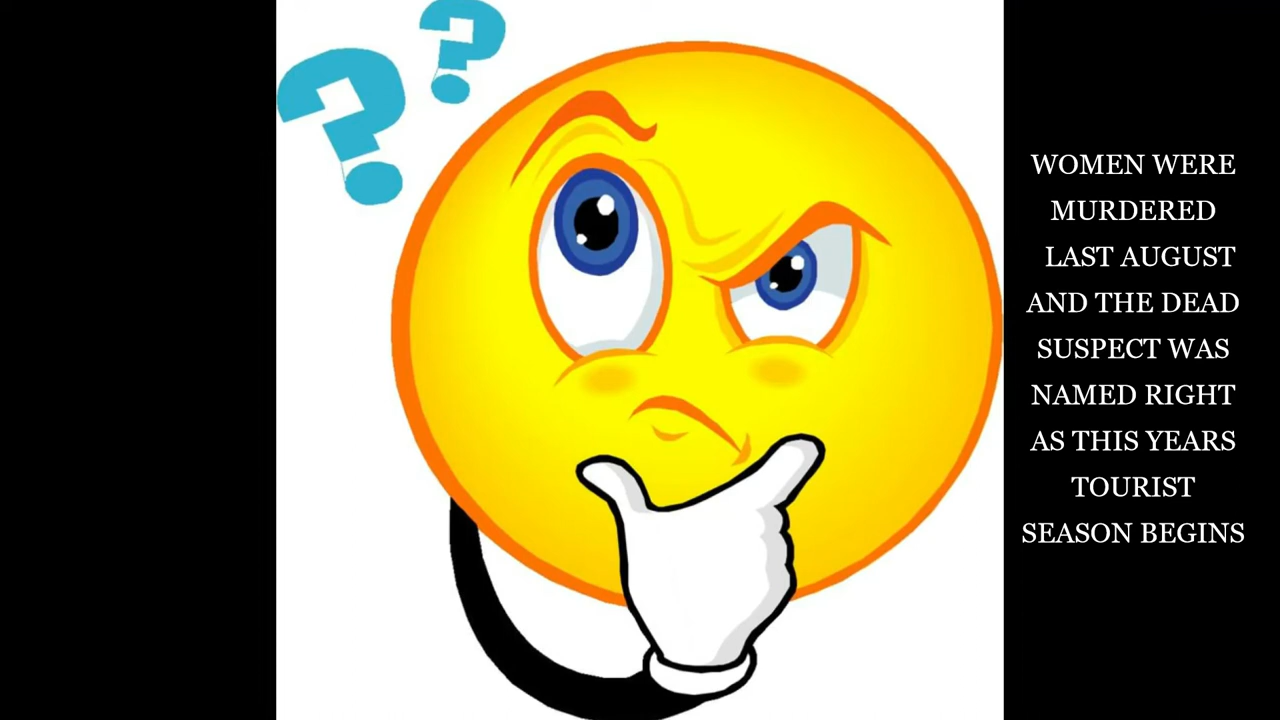 ? ?
WOMEN WERE
MURDERED
LAST AUGUST
AND THE DEAD
SUSPECT WAS
NAMED RIGHT
AS THIS YEARS
TOURIST
SEASON BEGINS